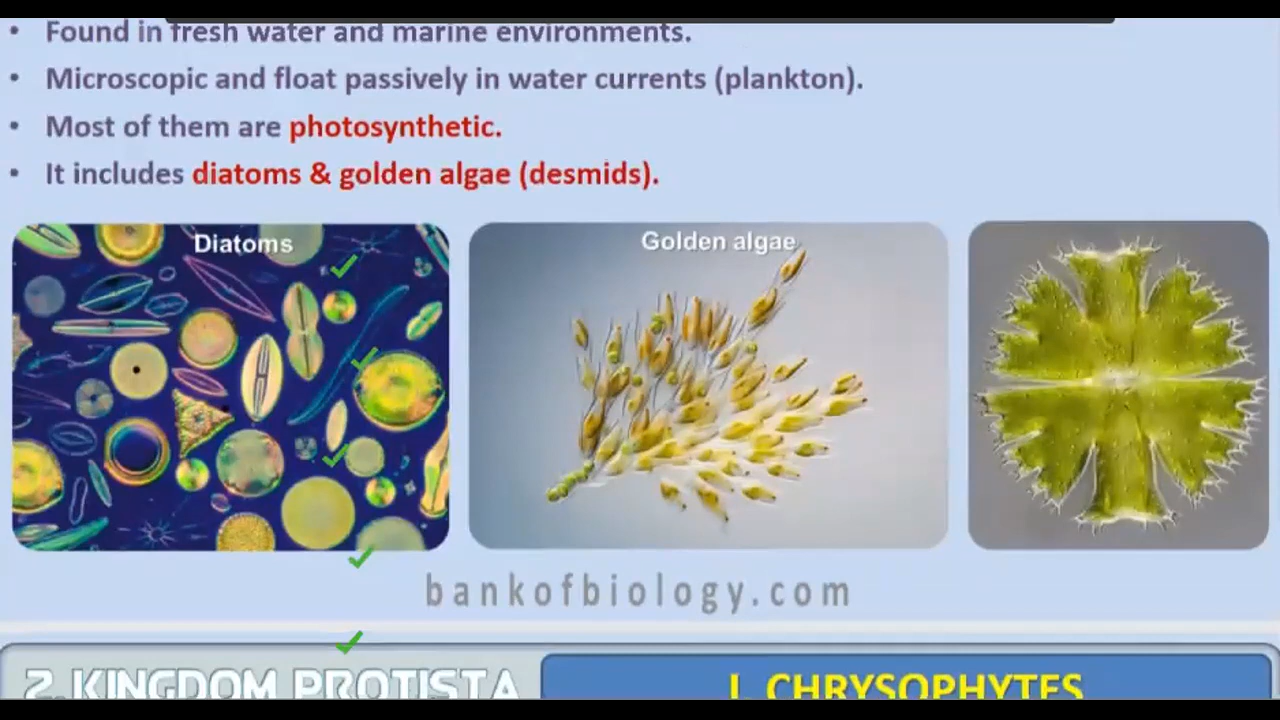 • Found in fresh water and marine environments.
• Microscopic and float passively in water currents (plankton).
• Most of them are photosynthetic.
• It includes diatoms & golden algae (desmids).
Diatoms
Golden algae
bankofbiology.com
2. KINGDOM PROTISTA
I. CHRYSOPHYTES